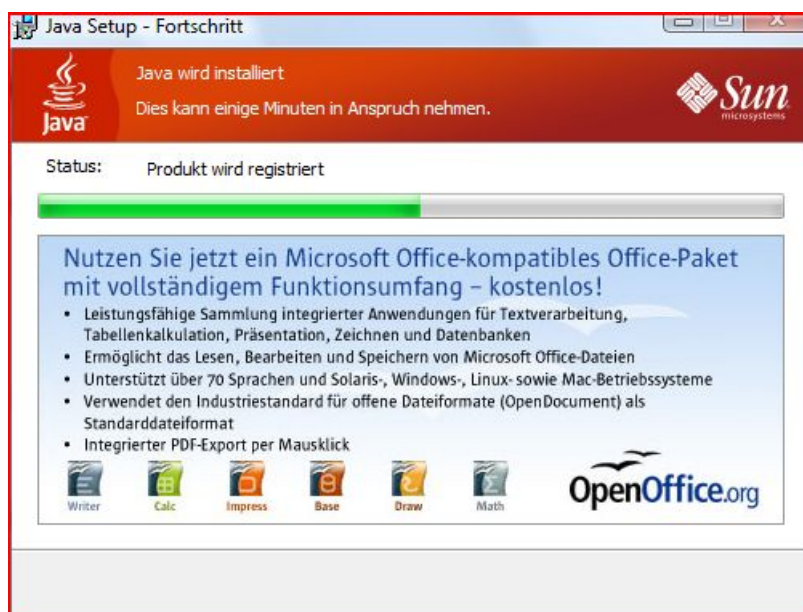 Java Setup - Fortschritt
Java wird installiert
Dies kann einige Minuten in Anspruch nehmen.
Java
Sun
microsystems
Status: Produkt wird registriert
Nutzen Sie jetzt ein Microsoft Office-kompatibles Office-Paket
mit vollständigem Funktionsumfang – kostenlos!
• Leistungsfähige Sammlung integrierter Anwendungen für Textverarbeitung,
Tabellenkalkulation, Präsentation, Zeichnen und Datenbanken
• Ermöglicht das Lesen, Bearbeiten und Speichern von Microsoft Office-Dateien
• Unterstützt über 70 Sprachen und Solaris-, Windows-, Linux- sowie Mac-Betriebssysteme
• Verwendet den Industriestandard für offene Dateiformate (OpenDocument) als
Standarddateiformat
• Integrierter PDF-Export per Mausklick
Writer Calc Impress Base Draw Math
OpenOffice.org